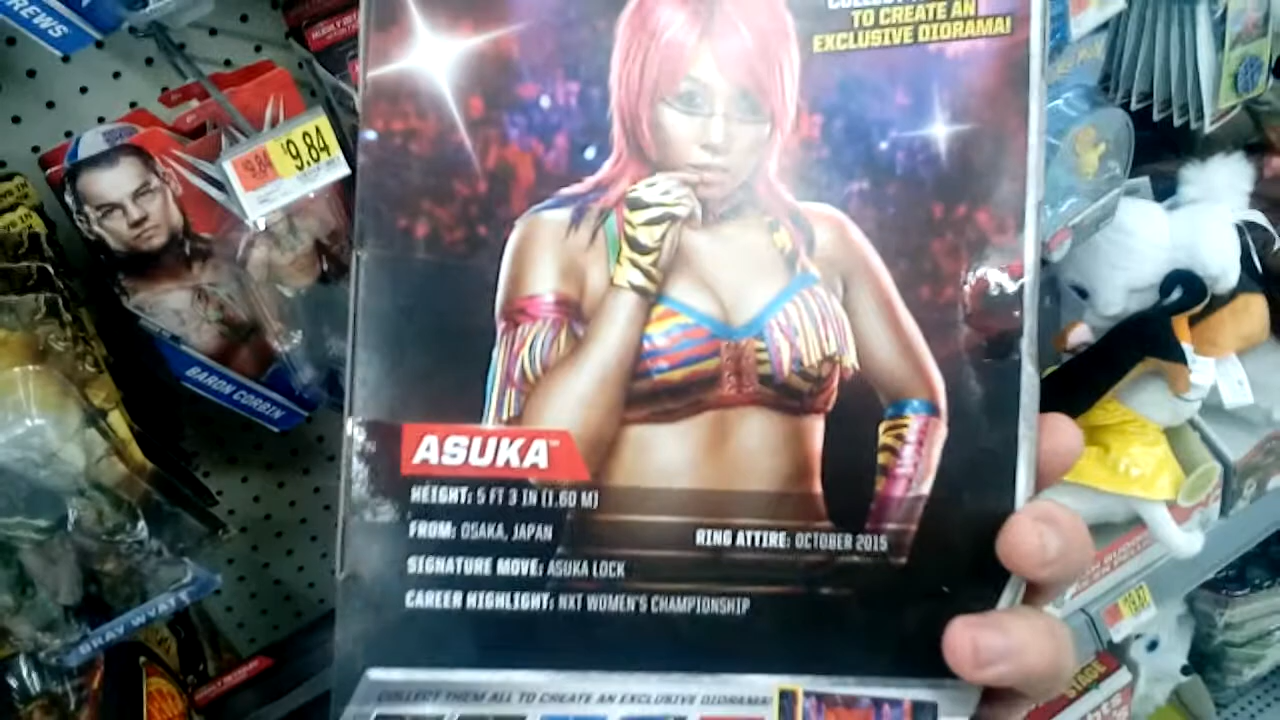 TO CREATE AN
EXCLUSIVE DIORAMA!
9.84
$9.84
BARON CORBIN
BRAY WYATT
ASUKA™
HEIGHT: 5 FT 3 IN (1.60 M)
FROM: OSAKA, JAPAN
RING ATTIRE: OCTOBER 2015
SIGNATURE MOVE: ASUKA LOCK
CAREER HIGHLIGHT: NXT WOMEN'S CHAMPIONSHIP
COLLECT THEM ALL TO CREATE AN EXCLUSIVE DIORAMA!
STAGE